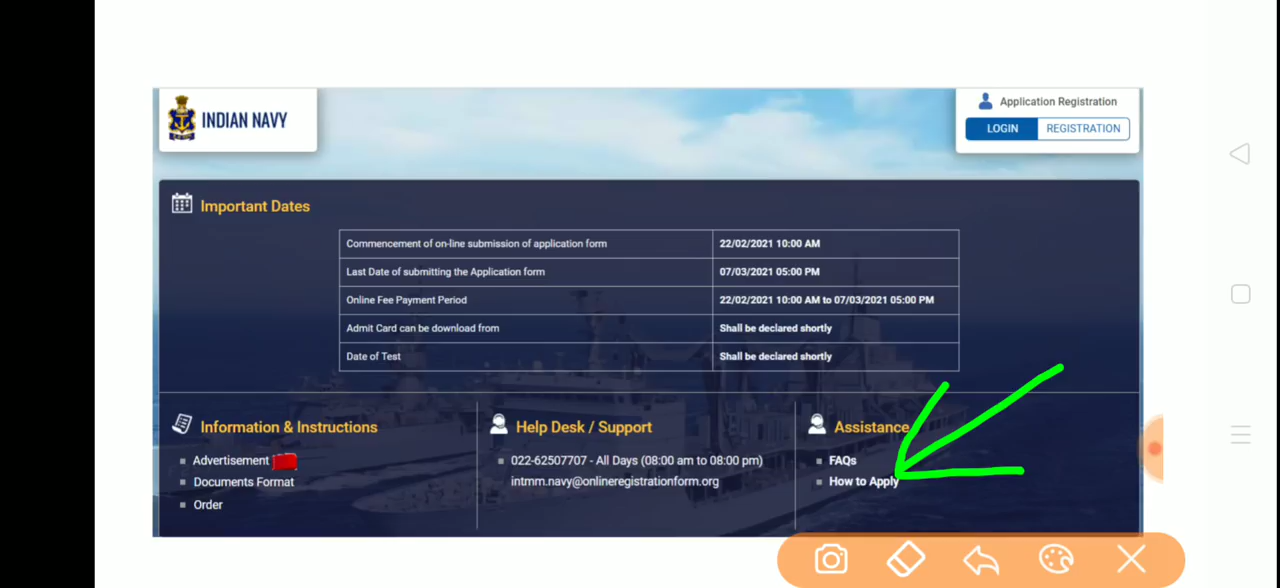 INDIAN NAVY
Application Registration
LOGIN REGISTRATION
Important Dates
Commencement of on-line submission of application form 22/02/2021 10:00 AM
Last Date of submitting the Application form 07/03/2021 05:00 PM
Online Fee Payment Period 22/02/2021 10:00 AM to 07/03/2021 05:00 PM
Admit Card can be download from Shall be declared shortly
Date of Test Shall be declared shortly
Information & Instructions
Advertisement
Documents Format
Order
Help Desk / Support
022-62507707 - All Days (08:00 am to 08:00 pm)
intmm.navy@onlineregistrationform.org
Assistance
FAQs
How to Apply